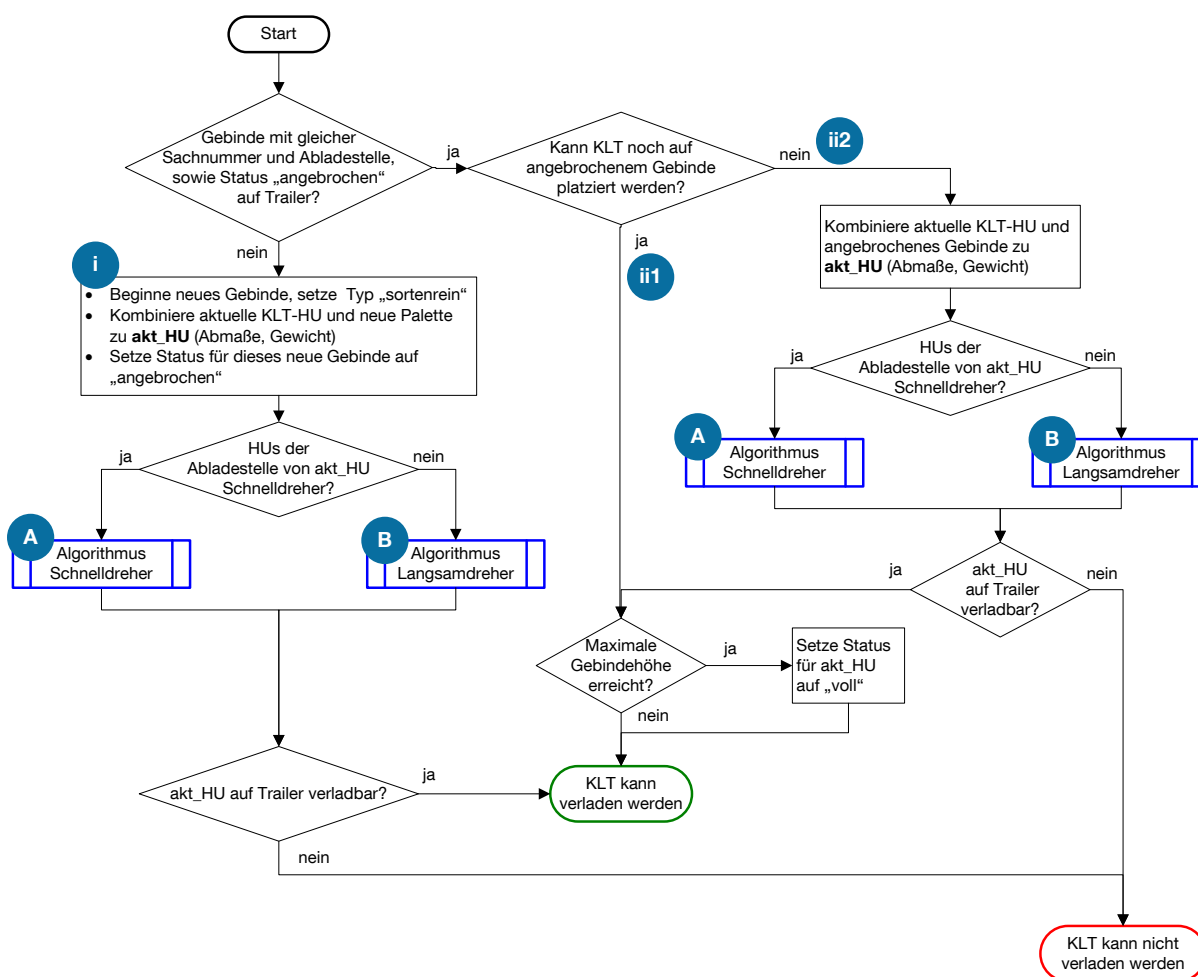 Start
Gebinde mit gleicher
Sachnummer und Abladestelle,
sowie Status „angebrochen“
auf Trailer?
ja
Kann KLT noch auf
angebrochenem Gebinde
platziert werden?
nein
ii2
nein
ja
ii1
Kombiniere aktuelle KLT-HU und
angebrochenes Gebinde zu
akt_HU (Abmaße, Gewicht)
i
• Beginne neues Gebinde, setze Typ „sortenrein“
• Kombiniere aktuelle KLT-HU und neue Palette
zu akt_HU (Abmaße, Gewicht)
• Setze Status für dieses neue Gebinde auf
„angebrochen“
ja
HUs der
Abladestelle von akt_HU
Schnelldreher?
nein
A
Algorithmus
Schnelldreher
B
Algorithmus
Langsamdreher
ja
HUs der
Abladestelle von akt_HU
Schnelldreher?
nein
A
Algorithmus
Schnelldreher
B
Algorithmus
Langsamdreher
ja
akt_HU
auf Trailer
verladbar?
nein
Maximale
Gebindehöhe
erreicht?
ja
Setze Status
für akt_HU
auf „voll“
nein
akt_HU auf Trailer verladbar?
ja
KLT kann
verladen werden
nein
KLT kann nicht
verladen werden